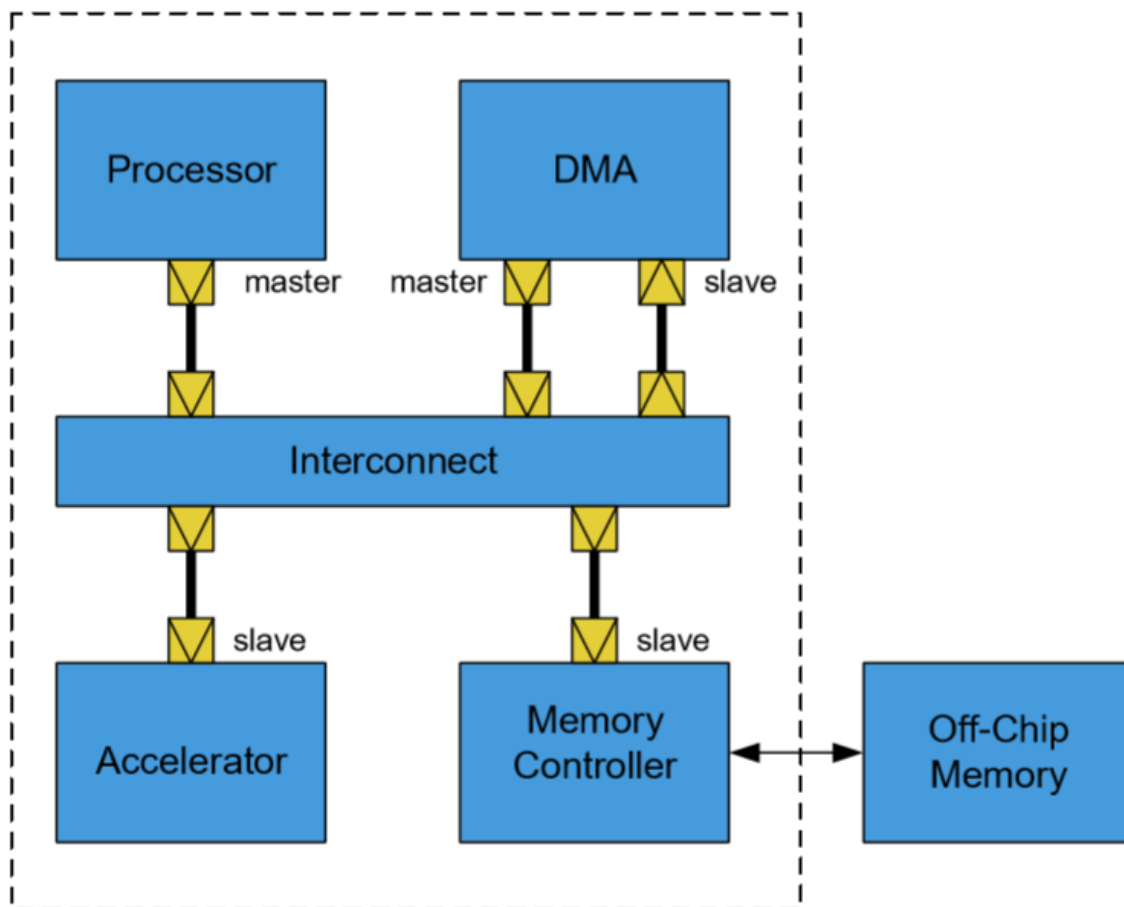 Processor
DMA
master
master
slave
Interconnect
slave
slave
Accelerator
Memory
Controller
Off-Chip
Memory